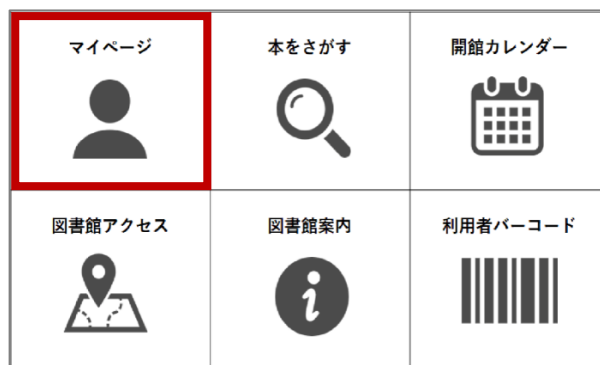 マイページ
本をさがす
開館カレンダー
図書館アクセス
図書館案内
利用者バーコード